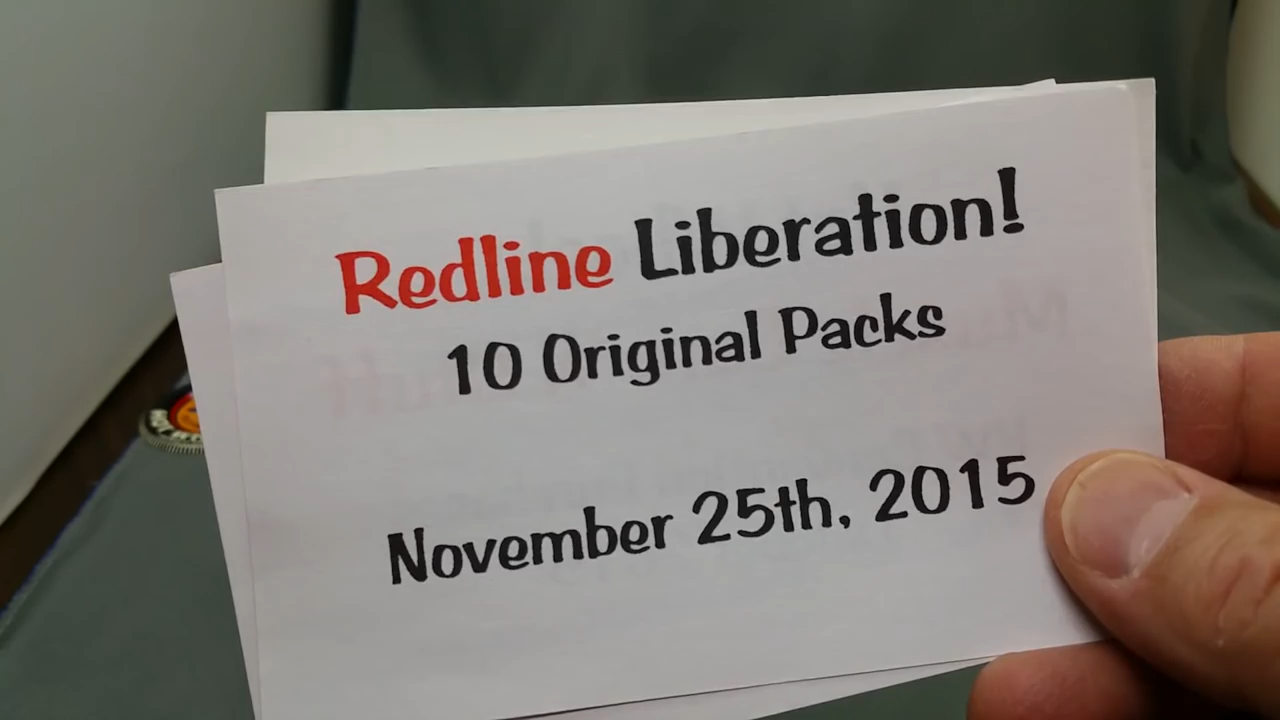 Redline Liberation!
10 Original Packs
November 25th, 2015